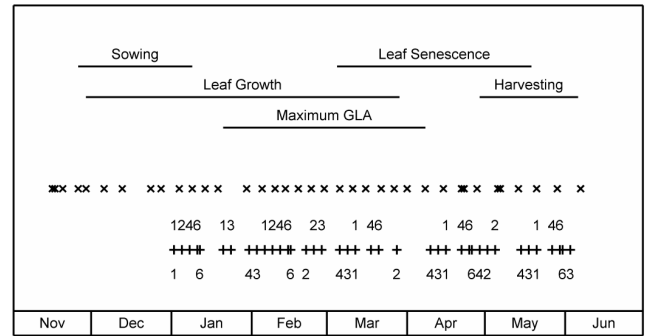 Sowing Leaf Senescence
Leaf Growth Harvesting
Maximum GLA
1246 13 1246 23 1 46 1 46 2 1 46
1 6 43 6 2 431 2 431 642 431 63
Nov Dec Jan Feb Mar Apr May Jun